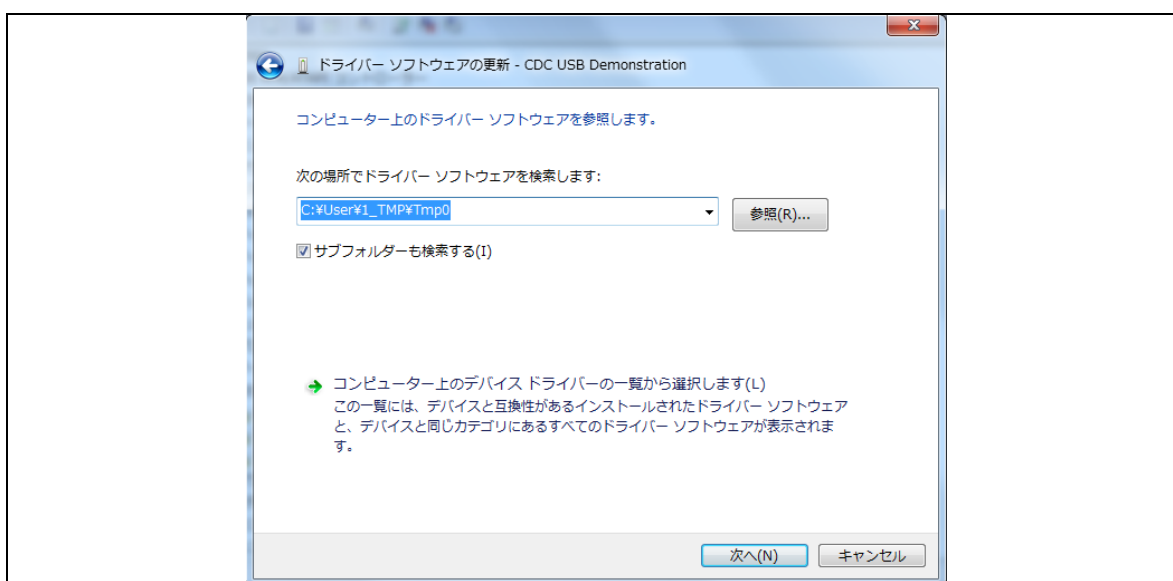 ドライバー ソフトウェアの更新 - CDC USB Demonstration
コンピューター上のドライバー ソフトウェアを参照します。
次の場所でドライバー ソフトウェアを検索します:
C:¥User¥1_TMP¥Tmp0
参照(R)...
サブフォルダーも検索する(I)
コンピューター上のデバイス ドライバーの一覧から選択します(L)
この一覧には、デバイスと互換性があるインストールされたドライバー ソフトウェア
と、デバイスと同じカテゴリにあるすべてのドライバー ソフトウェアが表示されま
す。
次へ(N)
キャンセル